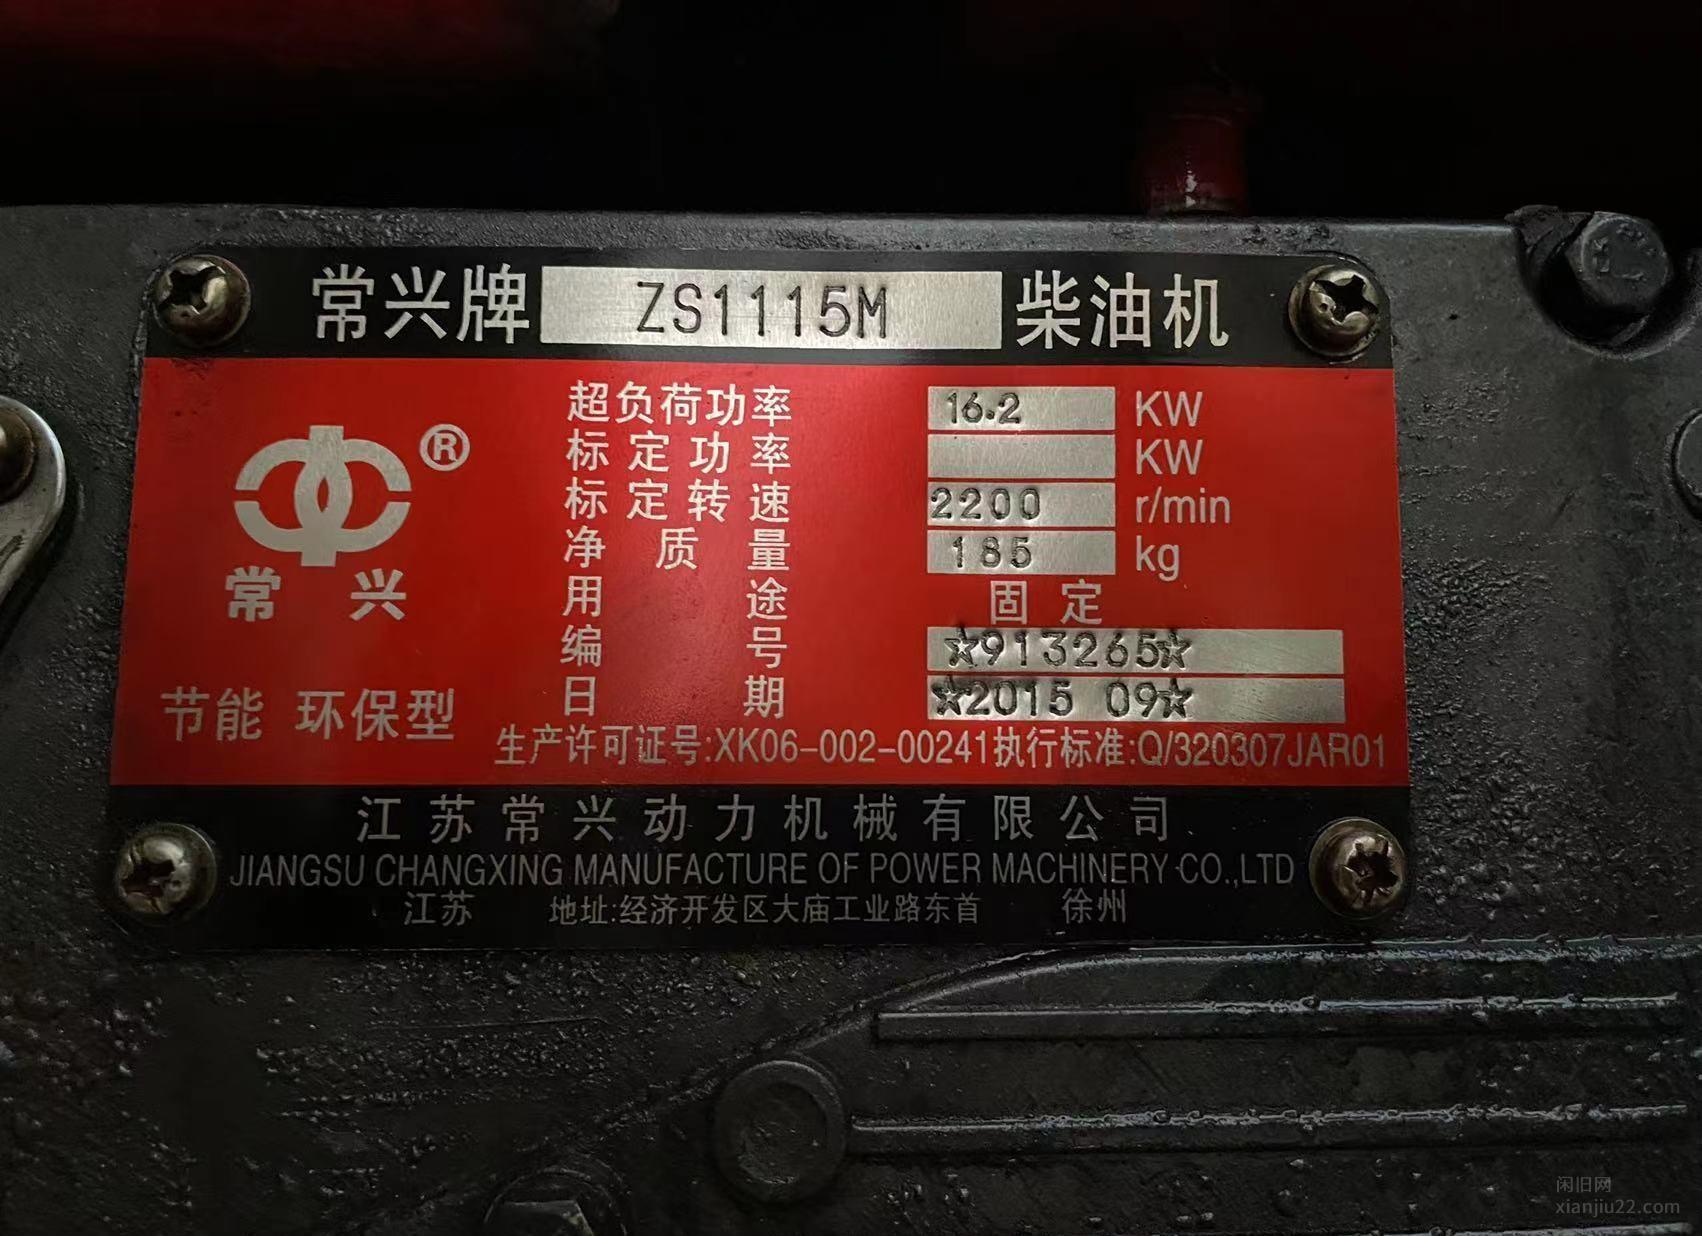 常兴牌 ZS1115M 柴油机
超负荷功率 16.2 KW
标定功率 KW
标定转速 2200 r/min
净质量 185 kg
用途 固定
编号 ☆913265☆
日期 ☆2015 09☆
®
常兴
节能 环保型
生产许可证号:XK06-002-00241执行标准:Q/320307JAR01
江苏常兴动力机械有限公司
JIANGSU CHANGXING MANUFACTURE OF POWER MACHINERY CO.,LTD
江苏 地址:经济开发区大庙工业路东首 徐州
闲旧网
xianjiu22.com